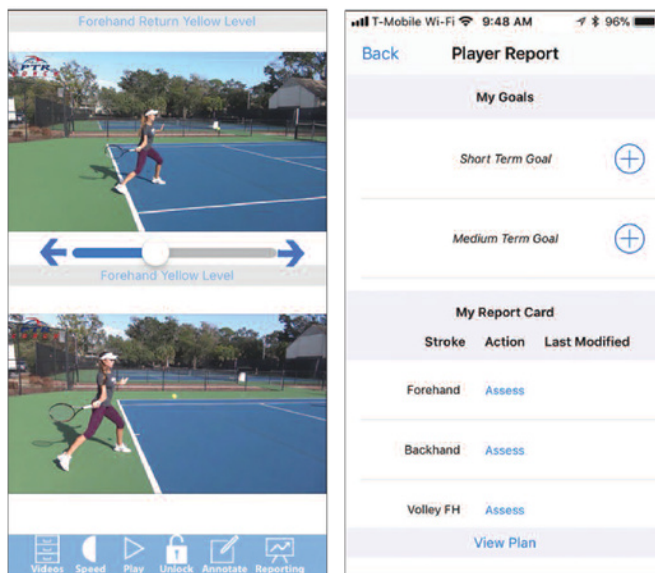 Forehand Return Yellow Level
PTR
Forehand Yellow Level
PTR
Videos Speed Play Unlock Annotate Reporting
T-Mobile Wi-Fi 9:48 AM 96%
Back Player Report
My Goals
Short Term Goal
Medium Term Goal
My Report Card
Stroke Action Last Modified
Forehand Assess
Backhand Assess
Volley FH Assess
View Plan